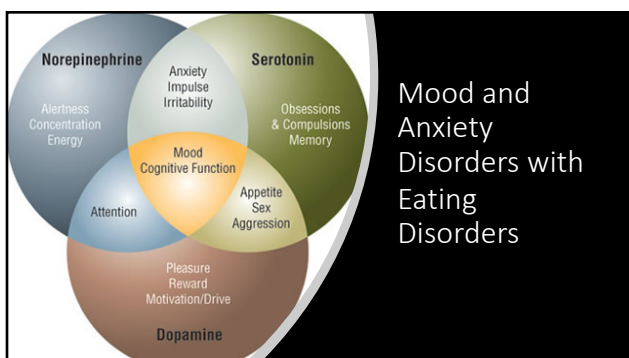 Norepinephrine
Serotonin
Anxiety
Impulse
Irritability
Alertness
Concentration
Energy
Obsessions
& Compulsions
Memory
Mood
Cognitive Function
Attention
Appetite
Sex
Aggression
Pleasure
Reward
Motivation/Drive
Dopamine
Mood and
Anxiety
Disorders with
Eating
Disorders